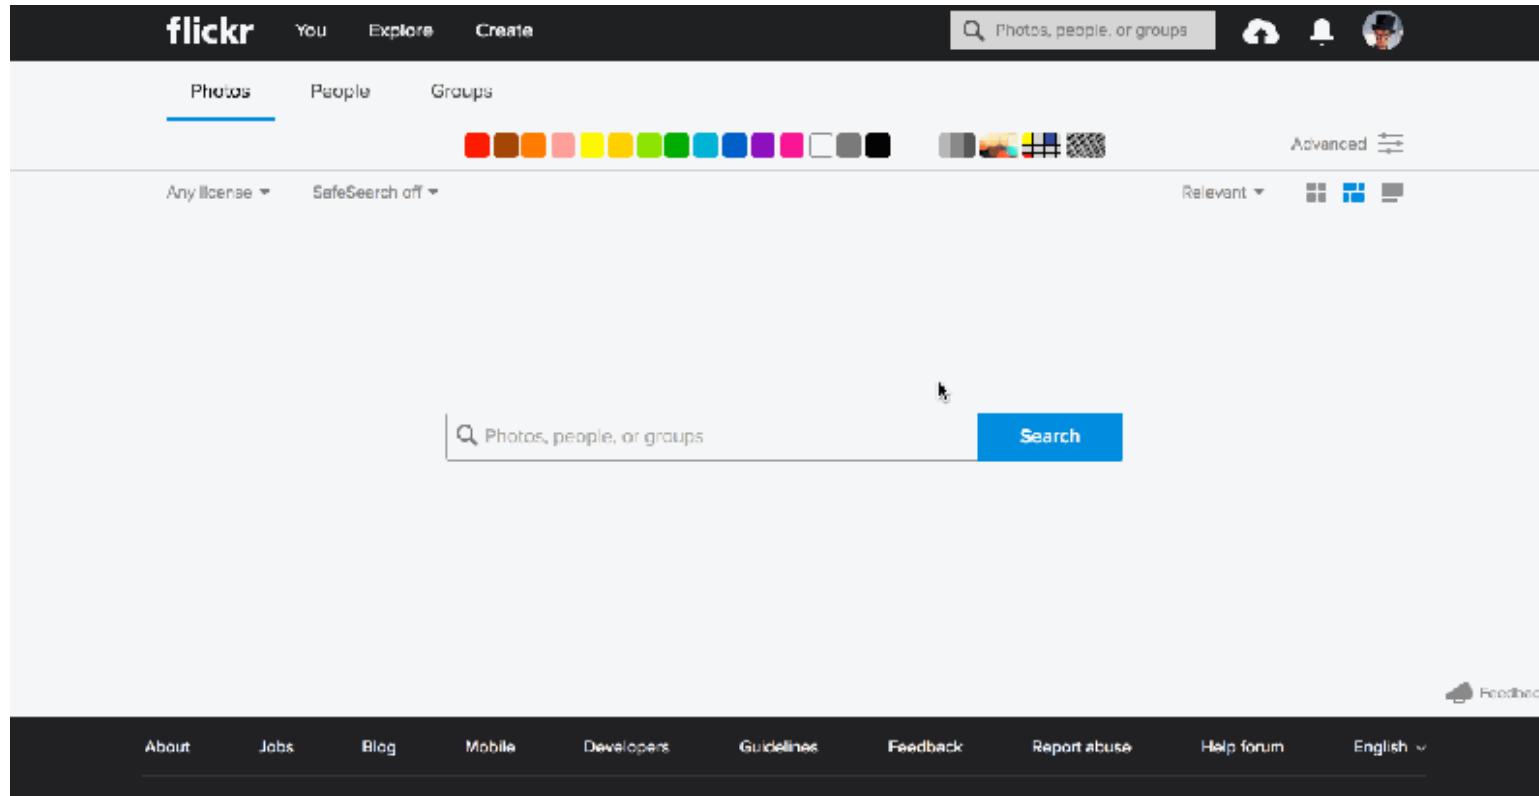 flickr You Explore Create Photos, people, or groups
Photos People Groups
Advanced
Any license SafeSearch off Relevant
Photos, people, or groups Search
Feedbac
About Jobs Blog Mobile Developers Guidelines Feedback Report abuse Help forum English